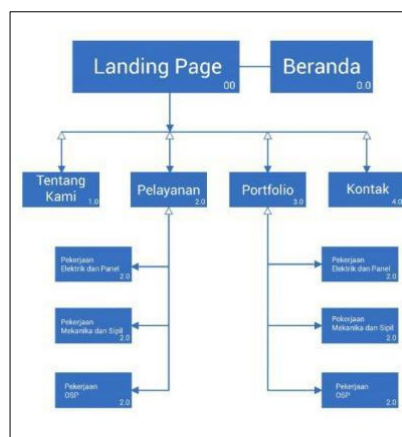 Landing Page
00
Beranda
0.0
Tentang
Kami
1.0
Pelayanan
2.0
Portfolio
3.0
Kontak
4.0
Pekerjaan
Elektrik dan Panel
2.0
Pekerjaan
Mekanika dan Sipil
2.0
Pekerjaan
OSP
2.0
Pekerjaan
Elektrik dan Panel
2.0
Pekerjaan
Mekanika dan Sipil
2.0
Pekerjaan
OSP
2.0